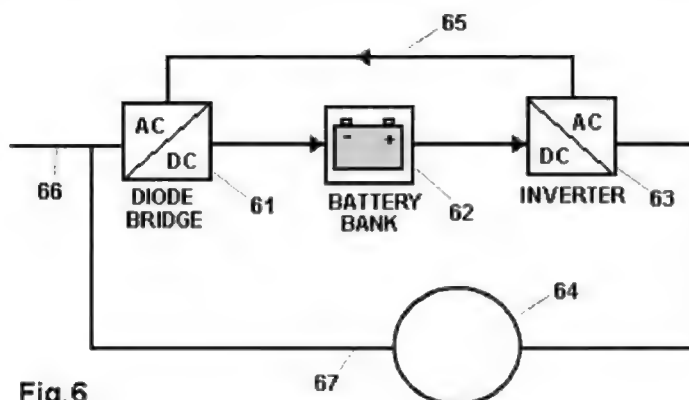 65
AC
DC
- +
AC
DC
66
61
62
63
DIODE
BRIDGE
BATTERY
BANK
INVERTER
64
67
Fig.6